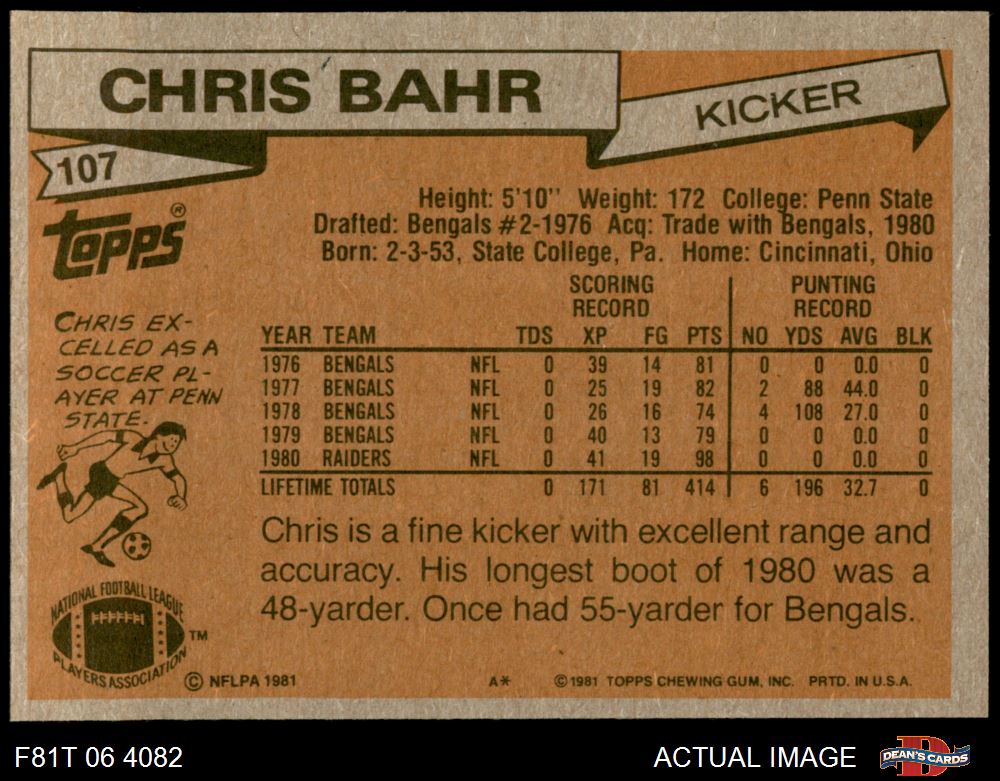 CHRIS BAHR
KICKER
107
topps®
Height: 5'10'' Weight: 172 College: Penn State
Drafted: Bengals #2-1976 Acq: Trade with Bengals, 1980
Born: 2-3-53, State College, Pa. Home: Cincinnati, Ohio
CHRIS EX-
CELLED AS A
SOCCER PL-
AYER AT PENN
STATE.
SCORING PUNTING
RECORD RECORD
YEAR TEAM TDS XP FG PTS NO YDS AVG BLK
1976 BENGALS NFL 0 39 14 81 0 0 0.0 0
1977 BENGALS NFL 0 25 19 82 2 88 44.0 0
1978 BENGALS NFL 0 26 16 74 4 108 27.0 0
1979 BENGALS NFL 0 40 13 79 0 0 0.0 0
1980 RAIDERS NFL 0 41 19 98 0 0 0.0 0
LIFETIME TOTALS 0 171 81 414 6 196 32.7 0
Chris is a fine kicker with excellent range and
accuracy. His longest boot of 1980 was a
48-yarder. Once had 55-yarder for Bengals.
NATIONAL FOOTBALL LEAGUE
PLAYERS ASSOCIATION
TM
© NFLPA 1981 A* © 1981 TOPPS CHEWING GUM, INC. PRTD. IN U.S.A.
F81T 06 4082 ACTUAL IMAGE DEAN'S CARDS